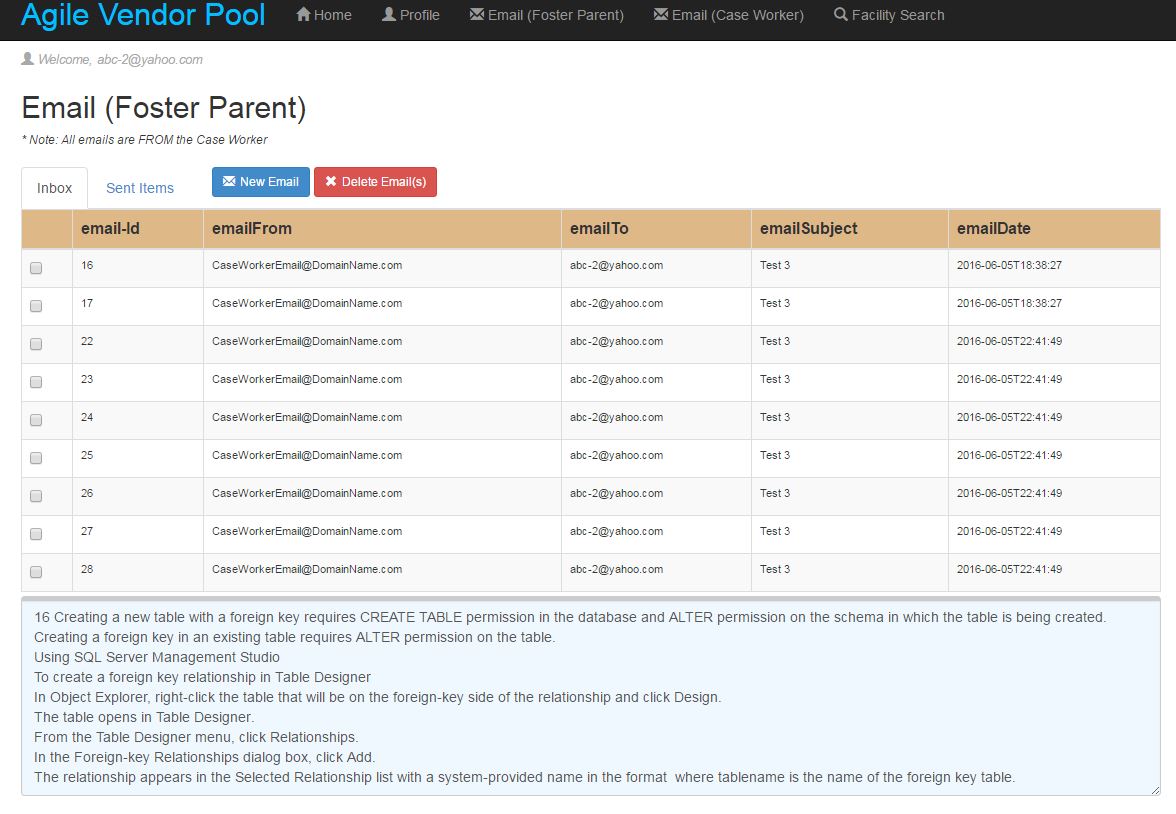 Agile Vendor Pool Home Profile Email (Foster Parent) Email (Case Worker) Facility Search
Welcome, abc-2@yahoo.com
Email (Foster Parent)
* Note: All emails are FROM the Case Worker
Inbox Sent Items New Email Delete Email(s)
email-Id emailFrom emailTo emailSubject emailDate
16 CaseWorkerEmail@DomainName.com abc-2@yahoo.com Test 3 2016-06-05T18:38:27
17 CaseWorkerEmail@DomainName.com abc-2@yahoo.com Test 3 2016-06-05T18:38:27
22 CaseWorkerEmail@DomainName.com abc-2@yahoo.com Test 3 2016-06-05T22:41:49
23 CaseWorkerEmail@DomainName.com abc-2@yahoo.com Test 3 2016-06-05T22:41:49
24 CaseWorkerEmail@DomainName.com abc-2@yahoo.com Test 3 2016-06-05T22:41:49
25 CaseWorkerEmail@DomainName.com abc-2@yahoo.com Test 3 2016-06-05T22:41:49
26 CaseWorkerEmail@DomainName.com abc-2@yahoo.com Test 3 2016-06-05T22:41:49
27 CaseWorkerEmail@DomainName.com abc-2@yahoo.com Test 3 2016-06-05T22:41:49
28 CaseWorkerEmail@DomainName.com abc-2@yahoo.com Test 3 2016-06-05T22:41:49
16 Creating a new table with a foreign key requires CREATE TABLE permission in the database and ALTER permission on the schema in which the table is being created.
Creating a foreign key in an existing table requires ALTER permission on the table.
Using SQL Server Management Studio
To create a foreign key relationship in Table Designer
In Object Explorer, right-click the table that will be on the foreign-key side of the relationship and click Design.
The table opens in Table Designer.
From the Table Designer menu, click Relationships.
In the Foreign-key Relationships dialog box, click Add.
The relationship appears in the Selected Relationship list with a system-provided name in the format  where tablename is the name of the foreign key table.